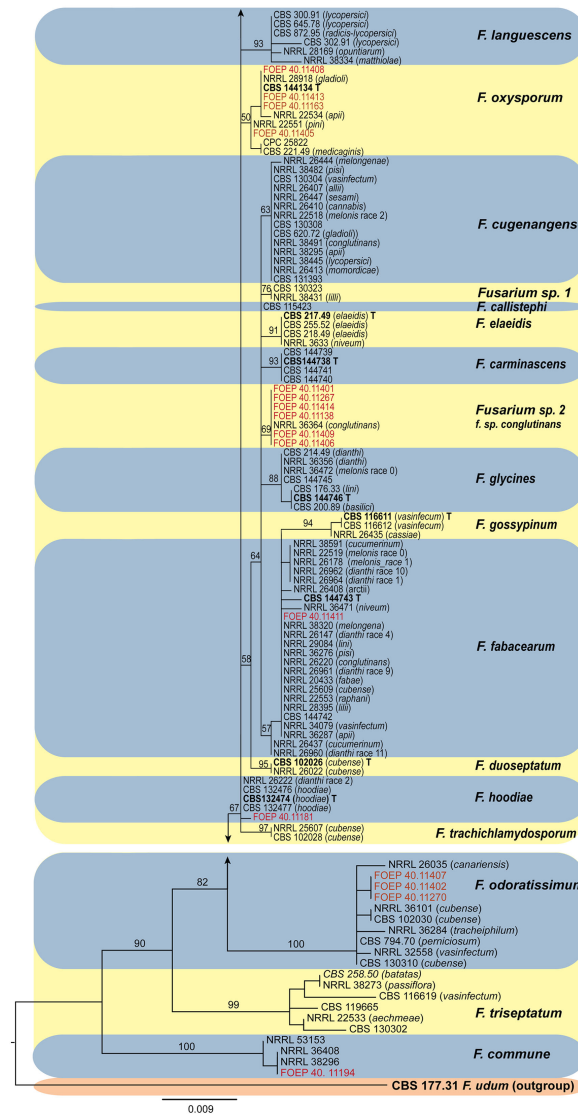 CBS 300.91 (lycopersici)
CBS 645.78 (lycopersici)
CBS 872.95 (radicis-lycopersici)
CBS 302.91 (lycopersici)
93
NRRL 28169 (opuntiarum)
NRRL 38334 (matthiolae)
F. languescens
FOEP 40.11408
NRRL 28918 (gladioli)
CBS 144134 T
FOEP 40.11413
FOEP 40.11163
NRRL 22534 (apii)
50
NRRL 22551 (pini)
FOEP 40.11405
CPC 25822
CBS 221.49 (medicaginis)
F. oxysporum
NRRL 26444 (melongenae)
NRRL 38482 (pisi)
CBS 130304 (vasinfectum)
NRRL 26407 (allii)
NRRL 26447 (sesami)
NRRL 26410 (cannabis)
63
NRRL 22518 (melonis race 2)
CBS 130308
CBS 620.72 (gladioli))
NRRL 38491 (conglutinans)
NRRL 38295 (apii)
NRRL 38445 (lycopersici)
NRRL 26413 (momordicae)
CBS 131393
F. cugenangens
76
CBS 130323
NRRL 38431 (lilli)
Fusarium sp. 1
CBS 115423
F. callistephi
CBS 217.49 (elaeidis) T
CBS 255.52 (elaeidis)
91
CBS 218.49 (elaeidis)
NRRL 3633 (niveum)
F. elaeidis
CBS 144739
93
CBS144738 T
CBS 144741
CBS 144740
F. carminascens
FOEP 40.11401
FOEP 40.11267
FOEP 40.11414
FOEP 40.11138
NRRL 36364 (conglutinans)
69
FOEP 40.11409
FOEP 40.11406
Fusarium sp. 2
f. sp. conglutinans
CBS 214.49 (dianthi)
NRRL 36356 (dianthi)
NRRL 36472 (melonis race 0)
88
CBS 144745
CBS 176.33 (lini)
CBS 144746 T
CBS 200.89 (basilici)
F. glycines
94
CBS 116611 (vasinfecum) T
CBS 116612 (vasinfecum)
NRRL 26435 (cassiae)
F. gossypinum
NRRL 38591 (cucumerinum)
NRRL 22519 (melonis race 0)
NRRL 26178 (melonis_race 1)
64
NRRL 26962 (dianthi race 10)
NRRL 26964 (dianthi race 1)
NRRL 26408 (arctii)
CBS 144743 T
NRRL 36471 (niveum)
FOEP 40.11411
NRRL 38320 (melongena)
NRRL 26147 (dianthi race 4)
NRRL 29084 (lini)
58
NRRL 36276 (pisi)
NRRL 26220 (conglutinans)
NRRL 26961 (dianthi race 9)
NRRL 20433 (fabae)
NRRL 25609 (cubense)
NRRL 22553 (raphani)
NRRL 28395 (lilii)
CBS 144742
57
NRRL 34079 (vasinfectum)
NRRL 36287 (apii)
NRRL 26437 (cucumerinum)
NRRL 26960 (dianthi race 11)
F. fabacearum
95
CBS 102026 (cubense) T
NRRL 26022 (cubense)
F. duoseptatum
NRRL 26222 (dianthi race 2)
CBS 132476 (hoodiae)
CBS132474 (hoodiae) T
CBS 132477 (hoodiae)
67
FOEP 40.11181
F. hoodiae
97
NRRL 25607 (cubense)
CBS 102028 (cubense)
F. trachichlamydosporum
NRRL 26035 (canariensis)
FOEP 40.11407
82
FOEP 40.11402
FOEP 40.11270
F. odoratissimum
NRRL 36101 (cubense)
CBS 102030 (cubense)
NRRL 36284 (tracheiphilum)
CBS 794.70 (perniciosum)
90
100
NRRL 32558 (vasinfectum)
CBS 130310 (cubense)
CBS 258.50 (batatas)
NRRL 38273 (passiflora)
CBS 116619 (vasinfectum)
99
CBS 119665
NRRL 22533 (aechmeae)
CBS 130302
F. triseptatum
NRRL 53153
100
NRRL 36408
NRRL 38296
FOEP 40. 11194
F. commune
CBS 177.31 F. udum (outgroup)
0.009